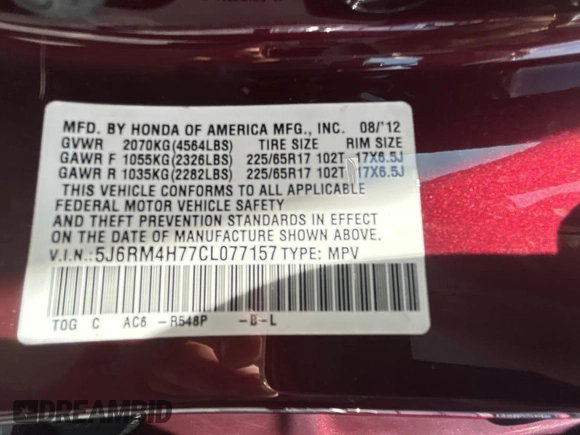 MFD. BY HONDA OF AMERICA MFG., INC. 08/'12
GVWR 2070KG(4564LBS) TIRE SIZE RIM SIZE
GAWR F 1055KG(2326LBS) 225/65R17 102T 17X6.5J
GAWR R 1035KG(2282LBS) 225/65R17 102T 17X6.5J
THIS VEHICLE CONFORMS TO ALL APPLICABLE
FEDERAL MOTOR VEHICLE SAFETY
AND THEFT PREVENTION STANDARDS IN EFFECT
ON THE DATE OF MANUFACTURE SHOWN ABOVE.
V.I.N.:5J6RM4H77CL077157 TYPE: MPV
TOG C AC6 -R548P -B-L
DREAMBID